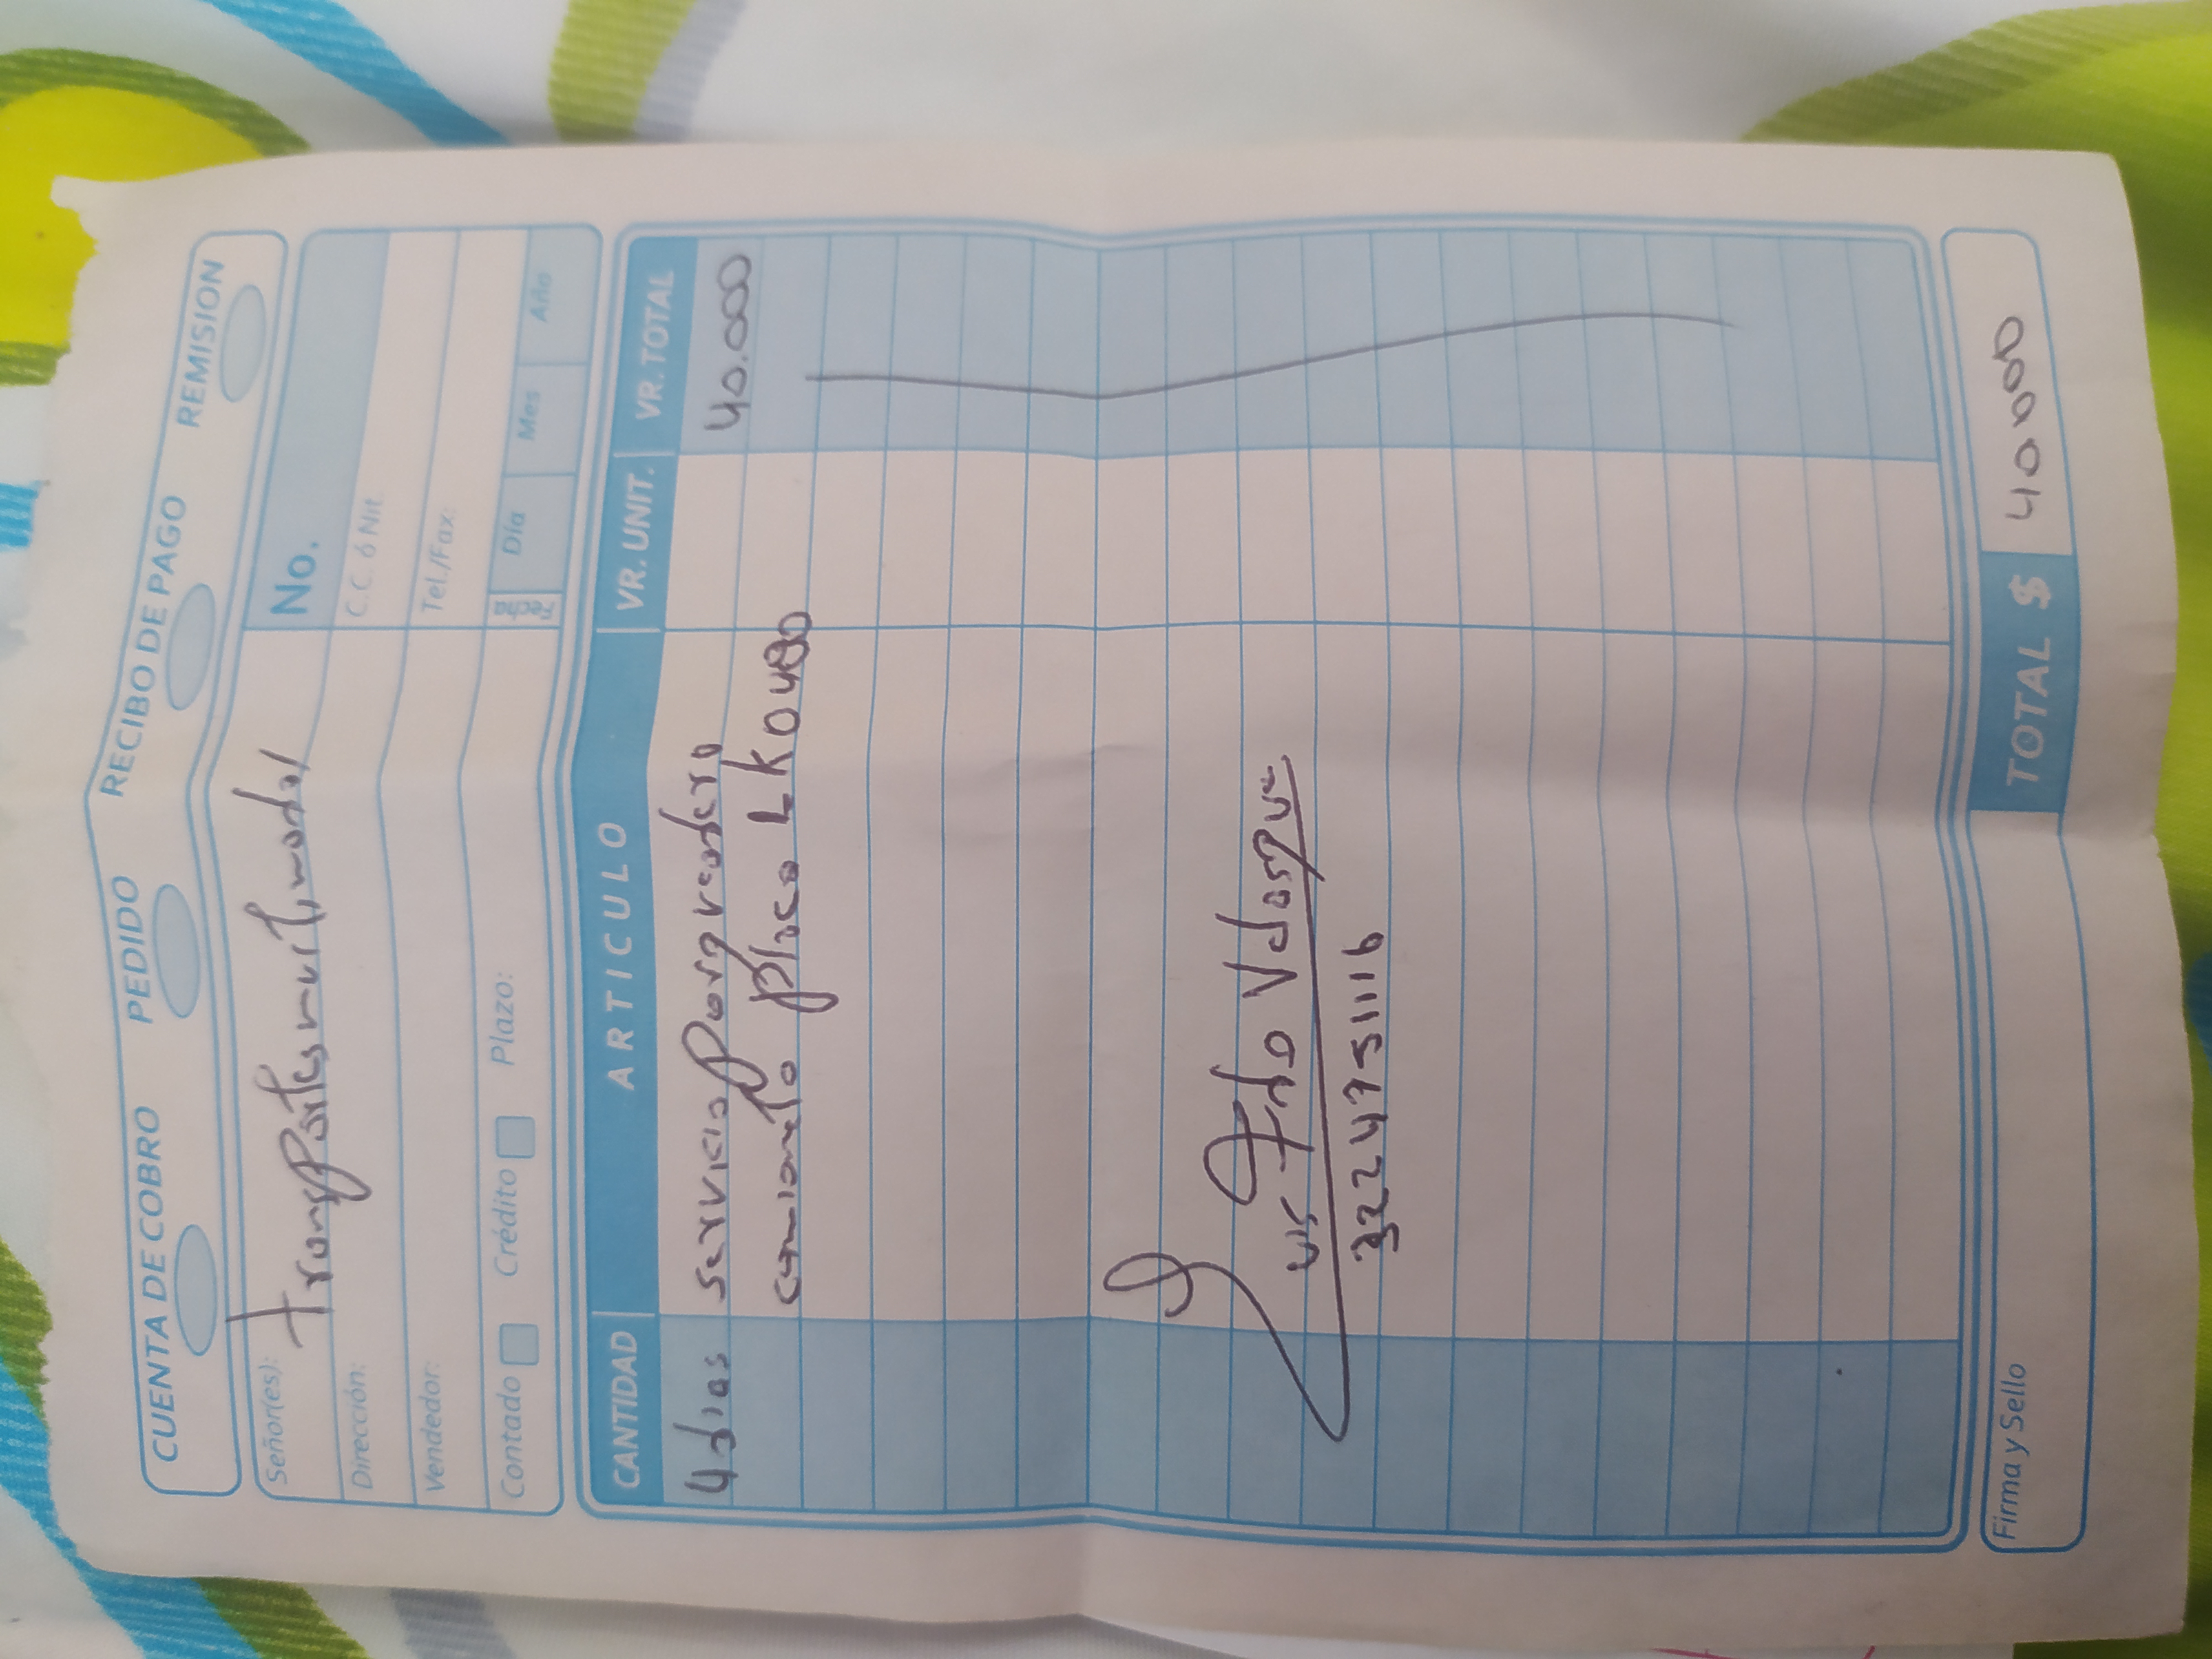 CUENTA DE COBRO PEDIDO RECIBO DE PAGO REMISION
Señor(es): Transportes multimodal No.
Dirección: C.C. ó Nit.
Vendedor: Tel./Fax:
Contado Crédito Plazo: Fecha Día Mes Año
CANTIDAD ARTICULO VR. UNIT. VR. TOTAL
4 dias servicio parqueadero 40.000
camioneta placa LKO480
Fdo
3224751116
Firma y Sello TOTAL $ 40000